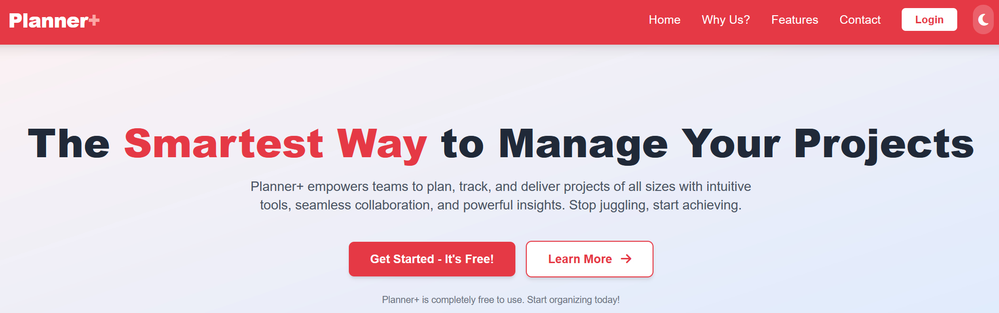 Planner+
Home
Why Us?
Features
Contact
Login
The Smartest Way to Manage Your Projects
Planner+ empowers teams to plan, track, and deliver projects of all sizes with intuitive
tools, seamless collaboration, and powerful insights. Stop juggling, start achieving.
Get Started - It's Free!
Learn More →
Planner+ is completely free to use. Start organizing today!